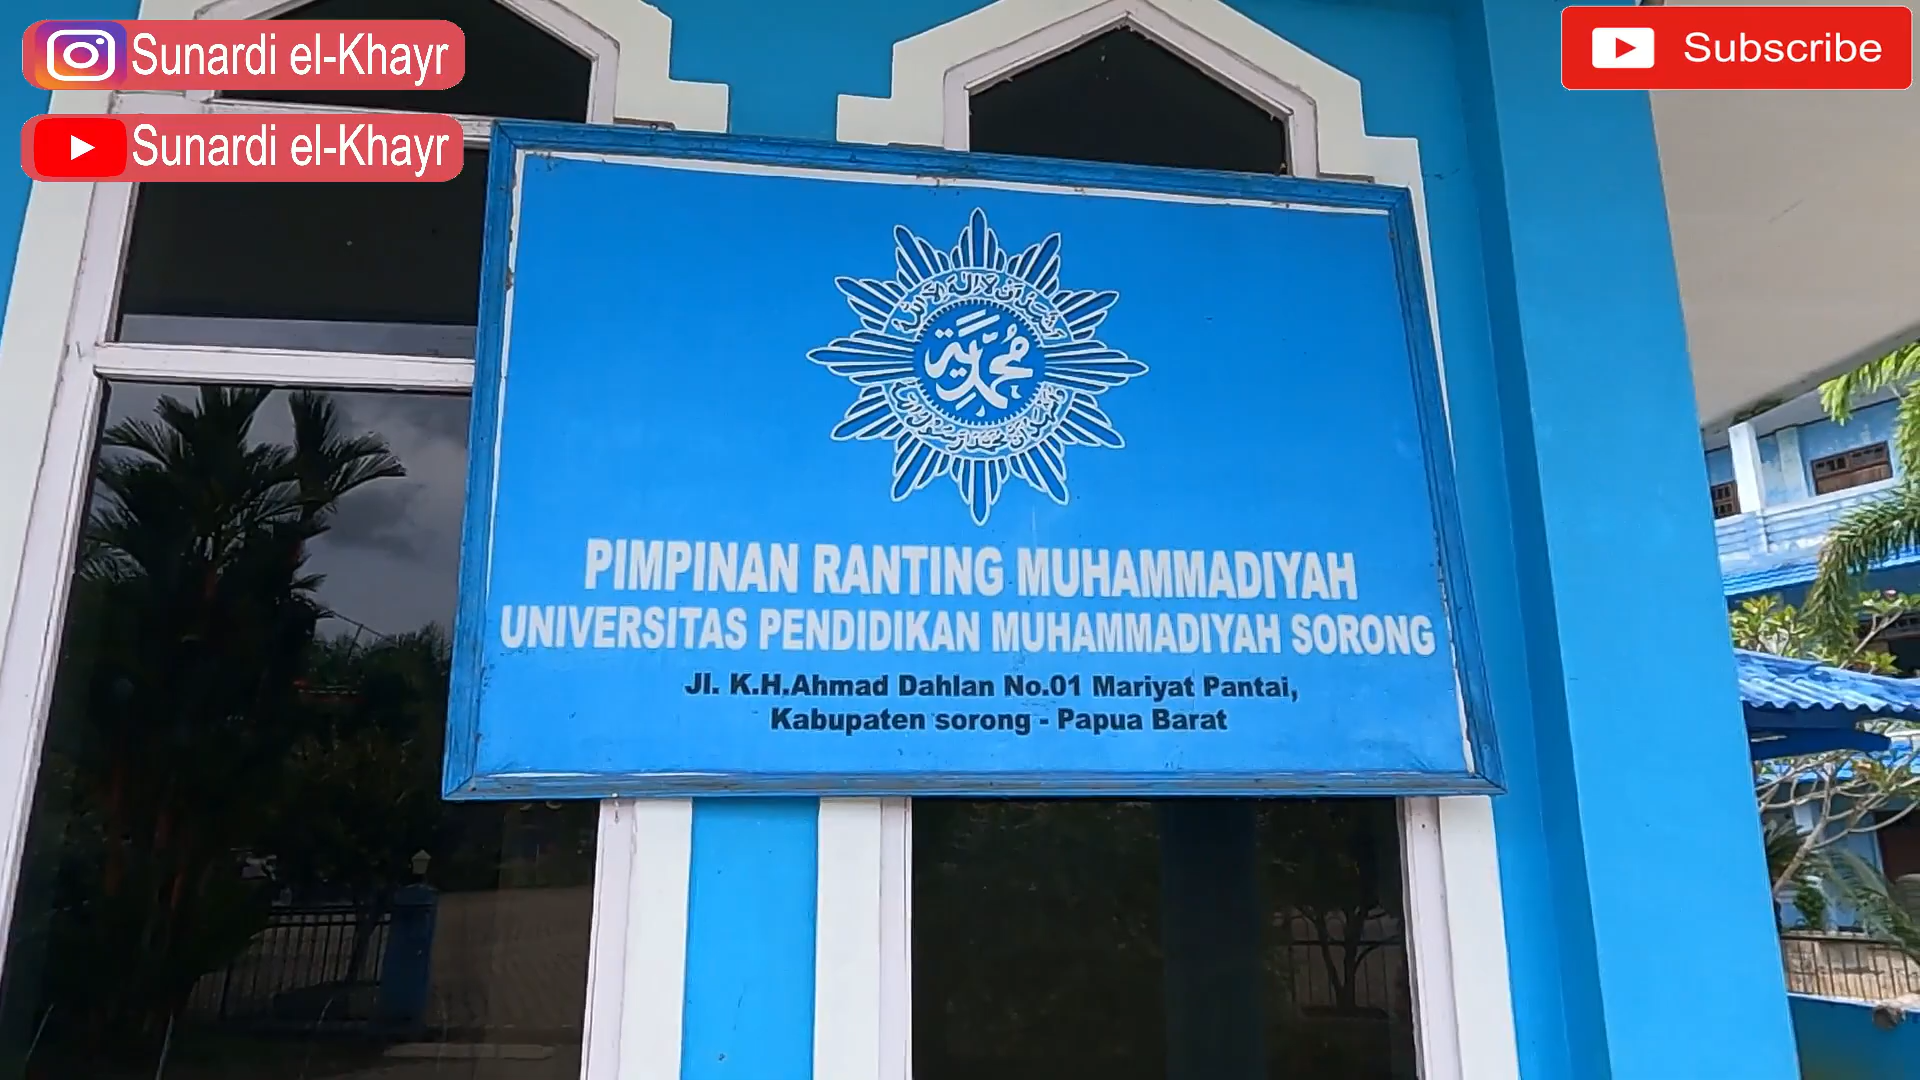 Sunardi el-Khayr
Subscribe
Sunardi el-Khayr
محمدية
PIMPINAN RANTING MUHAMMADIYAH
UNIVERSITAS PENDIDIKAN MUHAMMADIYAH SORONG
Jl. K.H.Ahmad Dahlan No.01 Mariyat Pantai,
Kabupaten sorong - Papua Barat